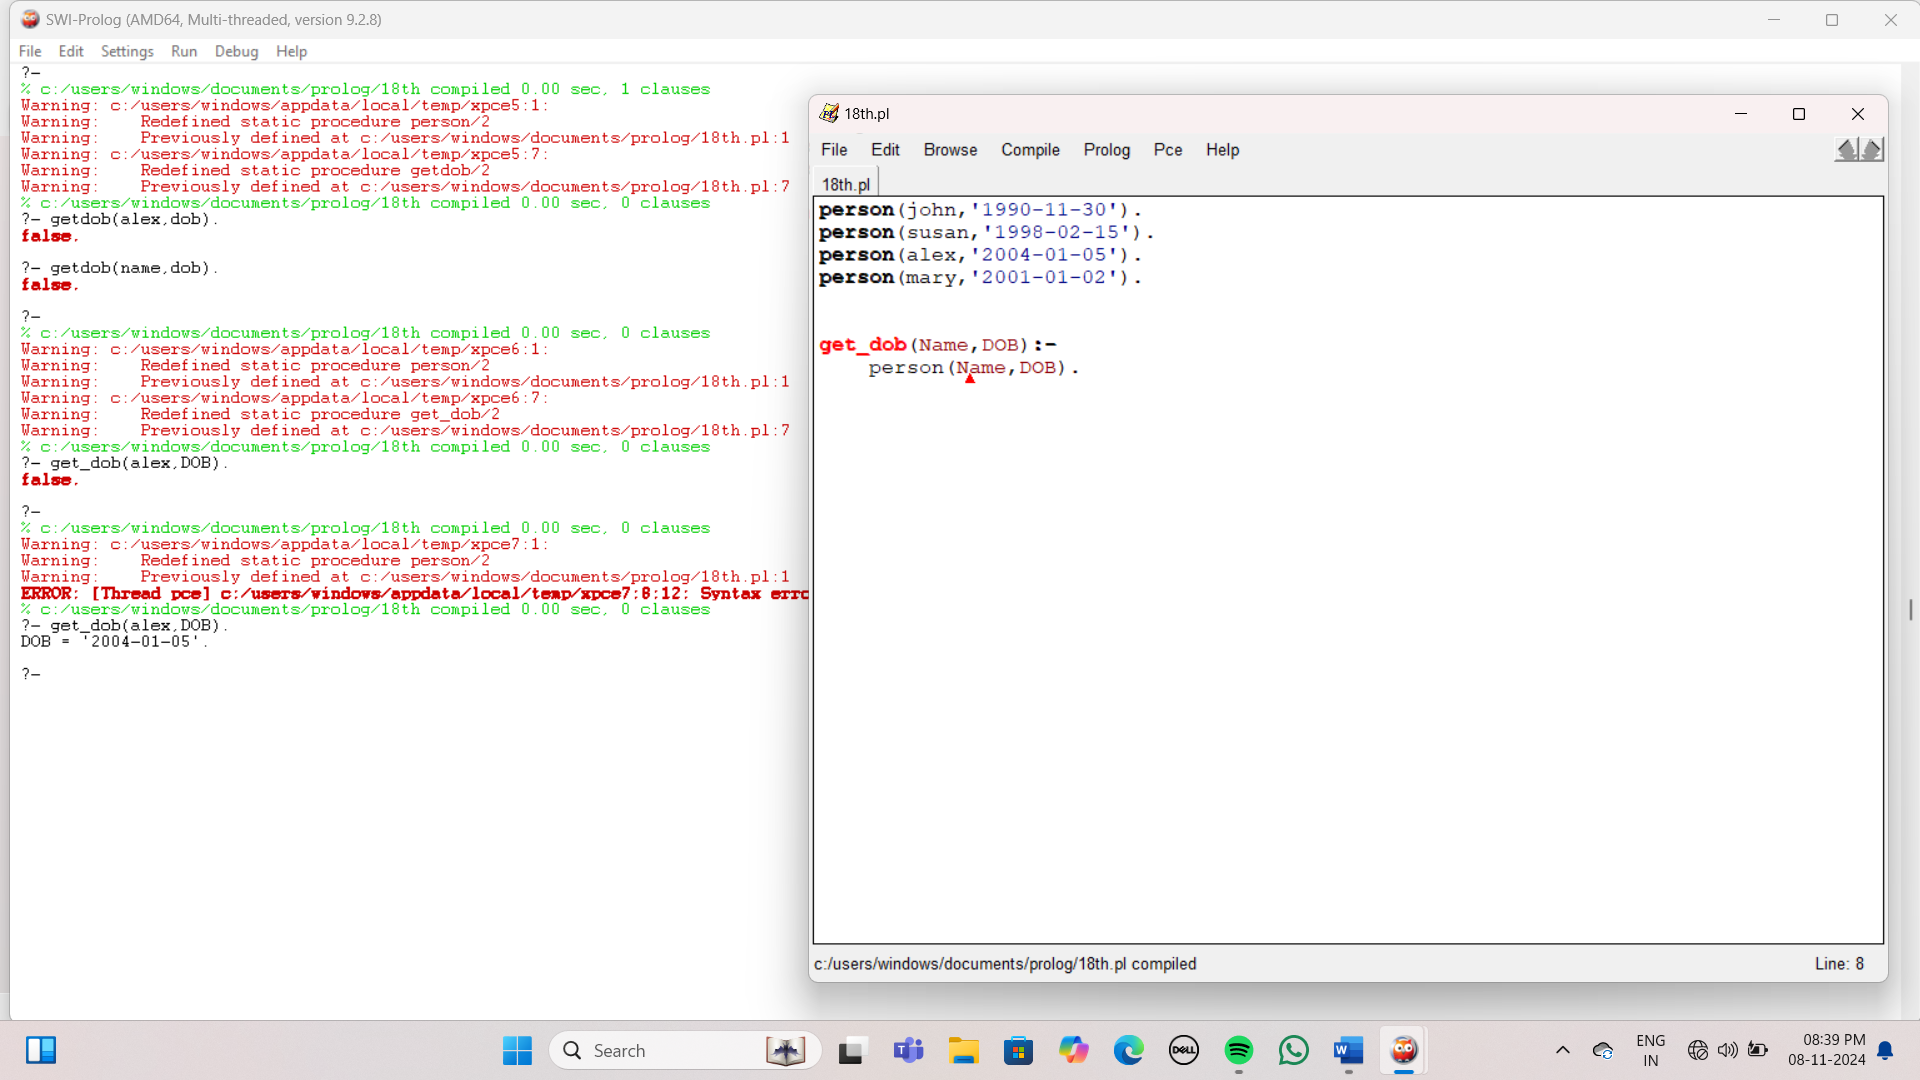 SWI-Prolog (AMD64, Multi-threaded, version 9.2.8)
File Edit Settings Run Debug Help
?-
% c:/users/windows/documents/prolog/18th compiled 0.00 sec, 1 clauses
Warning: c:/users/windows/appdata/local/temp/xpce5:1:
Warning:    Redefined static procedure person/2
Warning:    Previously defined at c:/users/windows/documents/prolog/18th.pl:1
Warning: c:/users/windows/appdata/local/temp/xpce5:7:
Warning:    Redefined static procedure getdob/2
Warning:    Previously defined at c:/users/windows/documents/prolog/18th.pl:7
% c:/users/windows/documents/prolog/18th compiled 0.00 sec, 0 clauses
?- getdob(alex,dob).
false.
?- getdob(name,dob).
false.
?-
% c:/users/windows/documents/prolog/18th compiled 0.00 sec, 0 clauses
Warning: c:/users/windows/appdata/local/temp/xpce6:1:
Warning:    Redefined static procedure person/2
Warning:    Previously defined at c:/users/windows/documents/prolog/18th.pl:1
Warning: c:/users/windows/appdata/local/temp/xpce6:7:
Warning:    Redefined static procedure get_dob/2
Warning:    Previously defined at c:/users/windows/documents/prolog/18th.pl:7
% c:/users/windows/documents/prolog/18th compiled 0.00 sec, 0 clauses
?- get_dob(alex,DOB).
false.
?-
% c:/users/windows/documents/prolog/18th compiled 0.00 sec, 0 clauses
Warning: c:/users/windows/appdata/local/temp/xpce7:1:
Warning:    Redefined static procedure person/2
Warning:    Previously defined at c:/users/windows/documents/prolog/18th.pl:1
ERROR: [Thread pce] c:/users/windows/appdata/local/temp/xpce7:8:12: Syntax erro
% c:/users/windows/documents/prolog/18th compiled 0.00 sec, 0 clauses
?- get_dob(alex,DOB).
DOB = '2004-01-05'.
?-
18th.pl
File Edit Browse Compile Prolog Pce Help
18th.pl
person(john,'1990-11-30').
person(susan,'1998-02-15').
person(alex,'2004-01-05').
person(mary,'2001-01-02').
get_dob(Name,DOB):-
    person(Name,DOB).
c:/users/windows/documents/prolog/18th.pl compiled
Line: 8
Search
DELL
W
ENG
IN
08:39 PM
08-11-2024